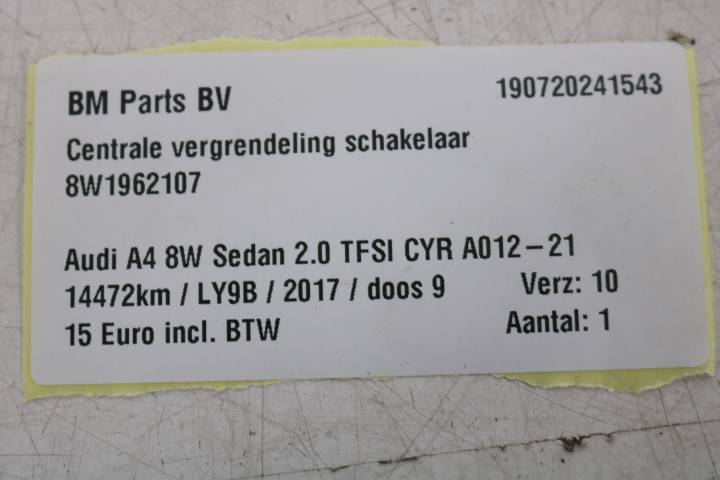 BM Parts BV 190720241543
Centrale vergrendeling schakelaar
8W1962107
Audi A4 8W Sedan 2.0 TFSI CYR A012-21
14472km / LY9B / 2017 / doos 9 Verz: 10
15 Euro incl. BTW Aantal: 1